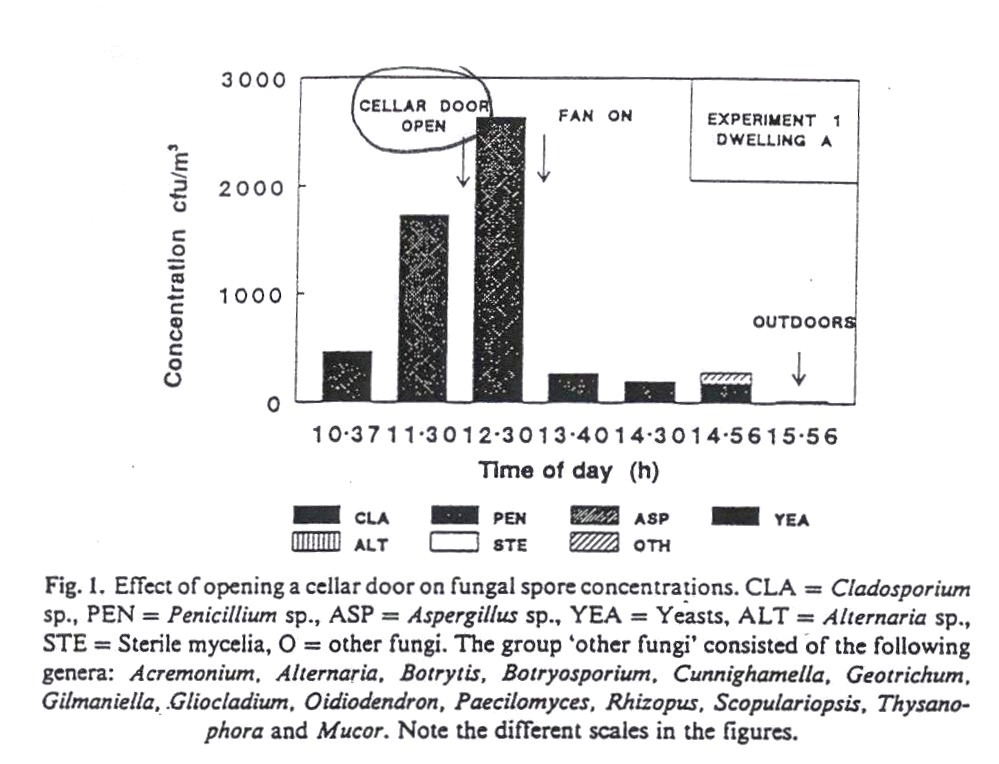 3000
CELLAR DOOR
OPEN
FAN ON
EXPERIMENT 1
DWELLING A
2000
1000
OUTDOORS
0
Concentration cfu/m³
10·37 11·30 12·30 13·40 14·30 14·56 15·56
Time of day (h)
CLA PEN ASP YEA
ALT STE OTH
Fig. 1. Effect of opening a cellar door on fungal spore concentrations. CLA = Cladosporium
sp., PEN = Penicillium sp., ASP = Aspergillus sp., YEA = Yeasts, ALT = Alternaria sp.,
STE = Sterile mycelia, O = other fungi. The group ‘other fungi’ consisted of the following
genera: Acremonium, Alternaria, Botrytis, Botryosporium, Cunnighamella, Geotrichum,
Gilmaniella, Gliocladium, Oidiodendron, Paecilomyces, Rhizopus, Scopulariopsis, Thysano-
phora and Mucor. Note the different scales in the figures.